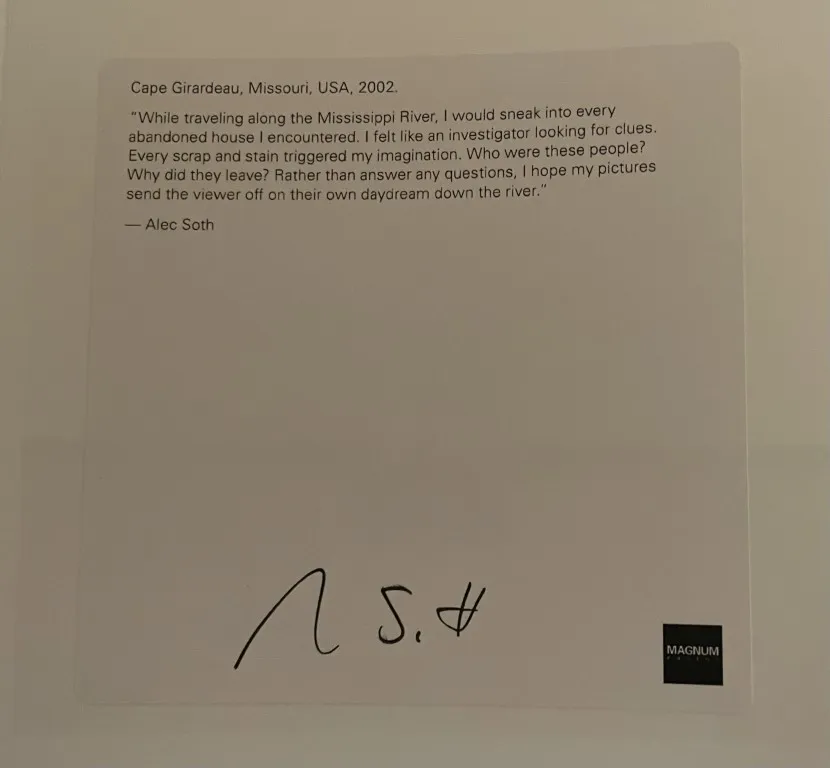 Cape Girardeau, Missouri, USA, 2002.
"While traveling along the Mississippi River, I would sneak into every
abandoned house I encountered. I felt like an investigator looking for clues.
Every scrap and stain triggered my imagination. Who were these people?
Why did they leave? Rather than answer any questions, I hope my pictures
send the viewer off on their own daydream down the river."
— Alec Soth
MAGNUM